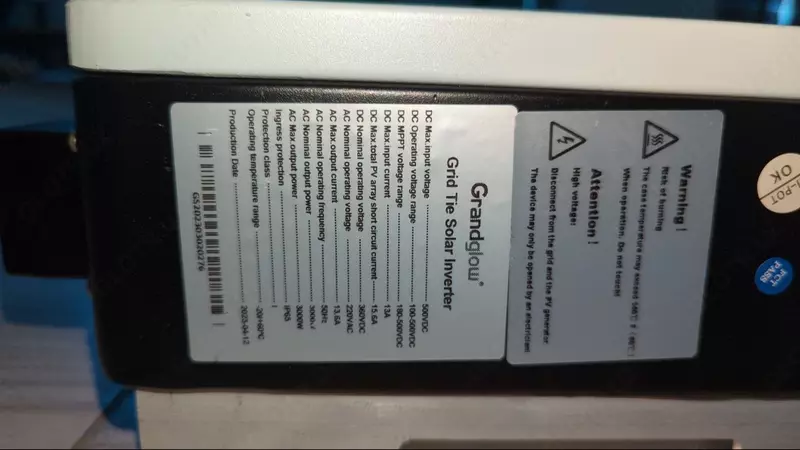 Grandglow®
Grid Tie Solar Inverter
DC Max.input voltage 500VDC
DC Operating voltage range 100-500VDC
DC MPPT voltage range 180-500VDC
DC Max.input current 13A
DC Max.total PV array short circuit current 15.6A
DC Nominal operating voltage 360VDC
AC Nominal operating voltage 220VAC
AC Max.output current 13.6A
AC Nominal operating frequency 50Hz
AC Nominal output power
AC Max.output power 3000W
Ingress protection IP65
Protection class I
Operating temperature range
Production Date 2023-04-12
GS2023030276
Warning!
Risk of burning
The case temperature may exceed
When operation. Do not touch!
Attention!
High voltage!
Disconnect from the grid and the PV generator
The device may only be opened by an electrician
OK
FCT
PASS